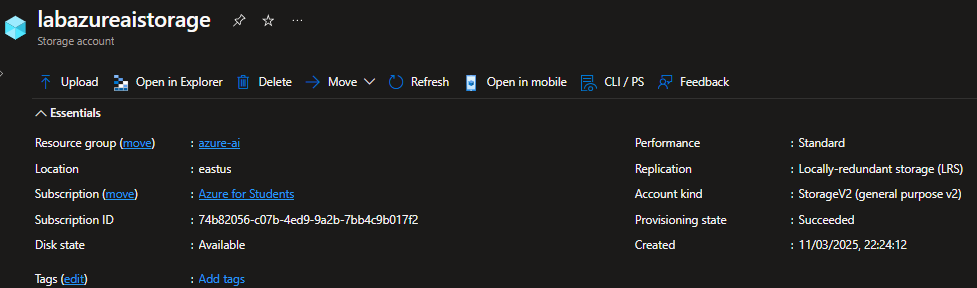 labazureaistorage
Storage account
Upload Open in Explorer Delete Move Refresh Open in mobile CLI / PS Feedback
Essentials
Resource group (move) : azure-ai
Location : eastus
Subscription (move) : Azure for Students
Subscription ID : 74b82056-c07b-4ed9-9a2b-7bb4c9b017f2
Disk state : Available
Performance : Standard
Replication : Locally-redundant storage (LRS)
Account kind : StorageV2 (general purpose v2)
Provisioning state : Succeeded
Created : 11/03/2025, 22:24:12
Tags (edit) : Add tags